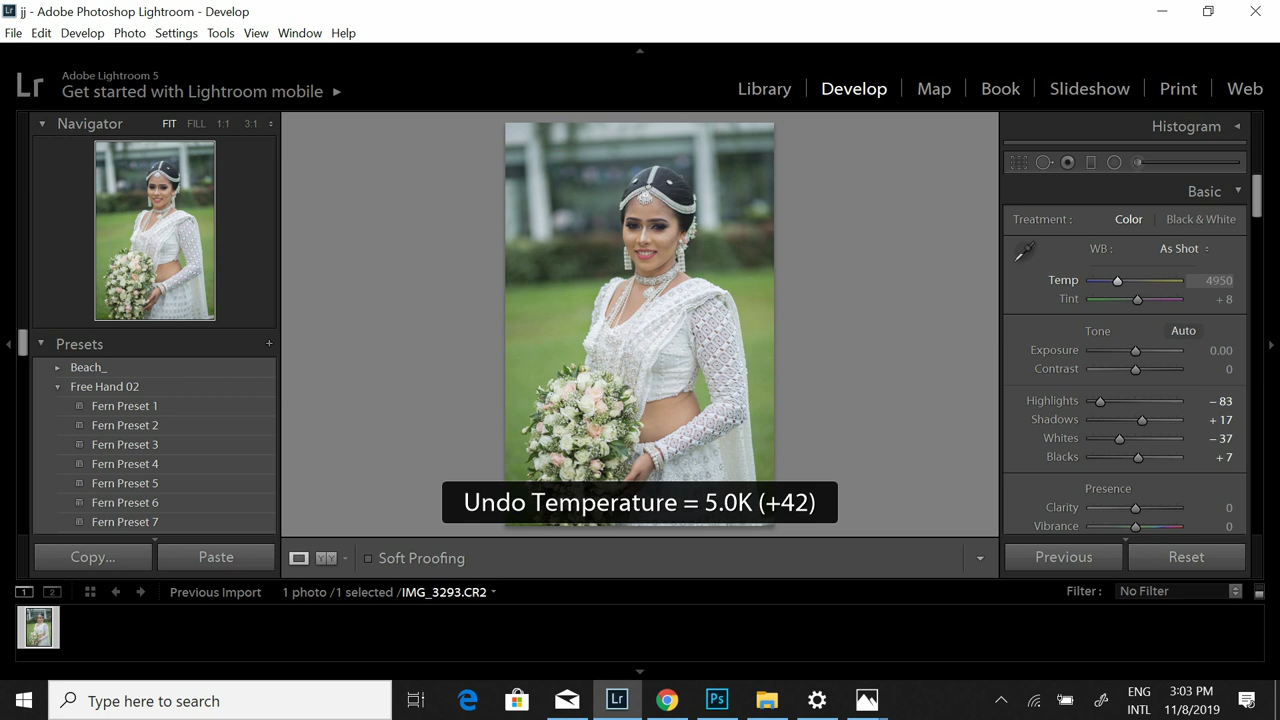 Lr jj - Adobe Photoshop Lightroom - Develop
File Edit Develop Photo Settings Tools View Window Help
Lr
Adobe Lightroom 5
Get started with Lightroom mobile
Library Develop Map Book Slideshow Print Web
Navigator FIT FILL 1:1 3:1
Presets +
Beach_
Free Hand 02
Fern Preset 1
Fern Preset 2
Fern Preset 3
Fern Preset 4
Fern Preset 5
Fern Preset 6
Fern Preset 7
Copy... Paste
Undo Temperature = 5.0K (+42)
Y Y Soft Proofing
Histogram
Basic
Treatment : Color Black & White
WB : As Shot
Temp 4950
Tint + 8
Tone Auto
Exposure 0.00
Contrast 0
Highlights − 83
Shadows + 17
Whites − 37
Blacks + 7
Presence
Clarity 0
Vibrance 0
Previous Reset
1 2 Previous Import 1 photo /1 selected /IMG_3293.CR2 Filter : No Filter
Type here to search
Lr Ps
ENG
INTL
3:03 PM
11/8/2019